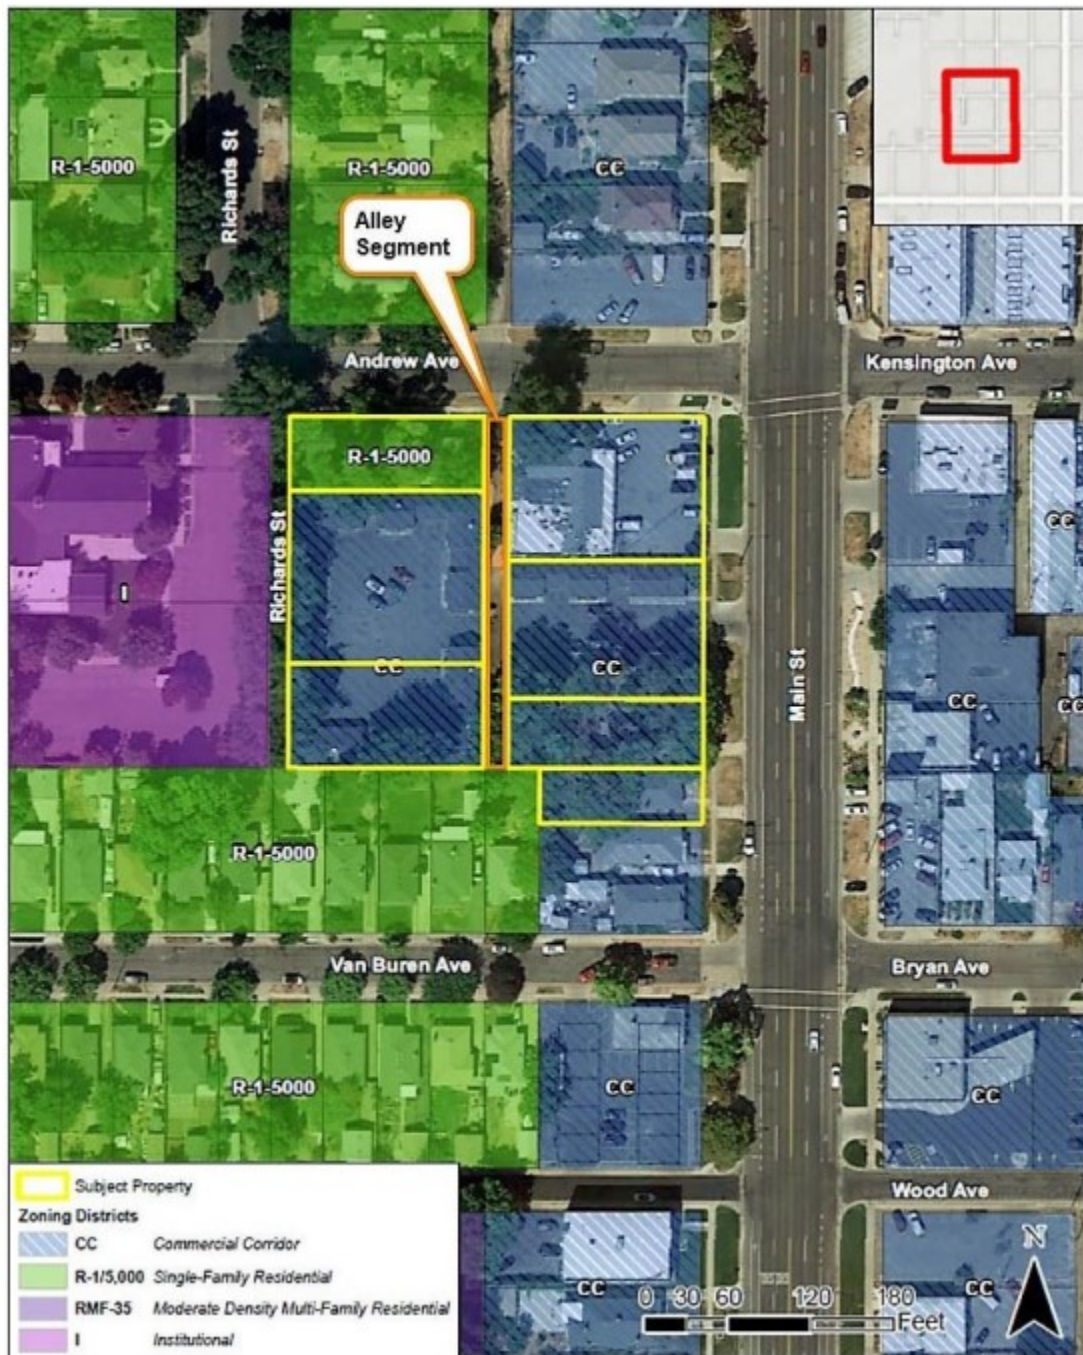 R-1-5000
Richards St
R-1-5000
CC
Alley
Segment
Andrew Ave
Kensington Ave
R-1-5000
Richards St
CC
CC
Main St
CC
CC
CC
I
R-1-5000
Van Buren Ave
Bryan Ave
R-1-5000
CC
CC
Wood Ave
CC
CC
Subject Property
Zoning Districts
CC Commercial Corridor
R-1/5,000 Single-Family Residential
RMF-35 Moderate Density Multi-Family Residential
I Institutional
0 30 60 120 180
Feet
N